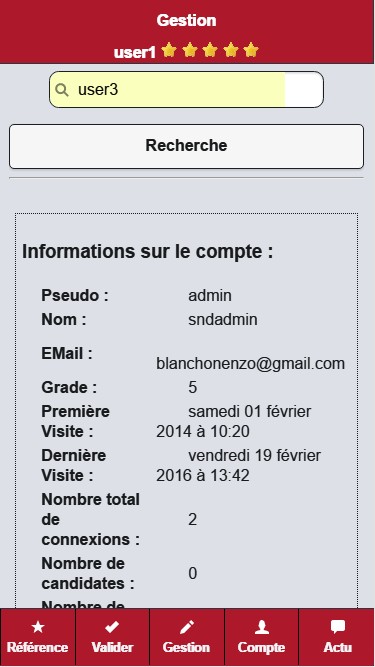 Gestion
user1
user3
Recherche
Informations sur le compte :
Pseudo : admin
Nom : sndadmin
EMail : blanchonenzo@gmail.com
Grade : 5
Première samedi 01 février
Visite : 2014 à 10:20
Dernière vendredi 19 février
Visite : 2016 à 13:42
Nombre total
de 2
connexions :
Nombre de
candidates : 0
Nombre de
Référence Valider Gestion Compte Actu